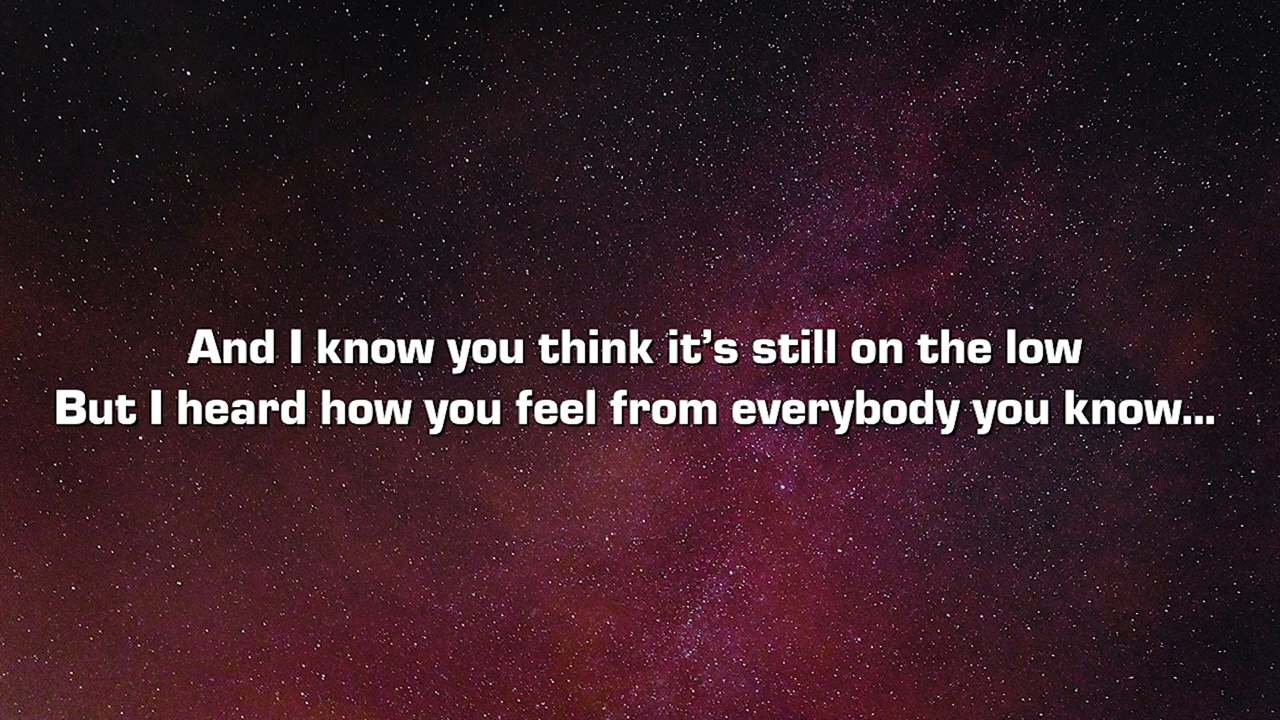 And I know you think it’s still on the low
But I heard how you feel from everybody you know...